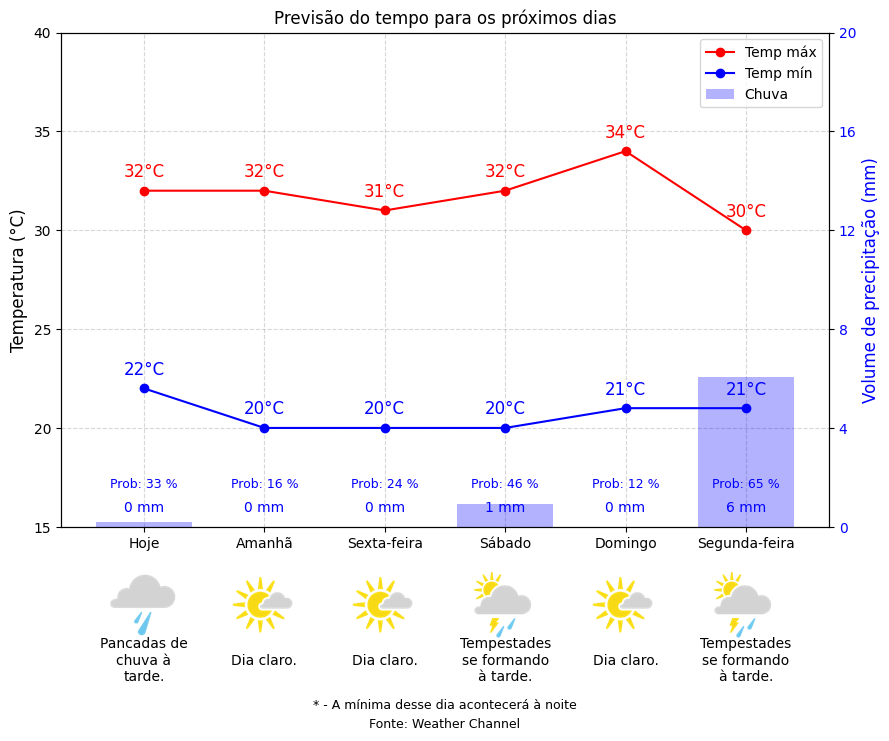 Previsão do tempo para os próximos dias
40
35
30
25
20
15
Temperatura (°C)
20
16
12
8
4
0
Volume de precipitação (mm)
Temp máx
Temp mín
Chuva
32°C
32°C
31°C
32°C
34°C
30°C
22°C
20°C
20°C
20°C
21°C
21°C
Prob: 33 %
Prob: 16 %
Prob: 24 %
Prob: 46 %
Prob: 12 %
Prob: 65 %
0 mm
0 mm
0 mm
1 mm
0 mm
6 mm
Hoje
Amanhã
Sexta-feira
Sábado
Domingo
Segunda-feira
Pancadas de
chuva à
tarde.
Dia claro.
Dia claro.
Tempestades
se formando
à tarde.
Dia claro.
Tempestades
se formando
à tarde.
* - A mínima desse dia acontecerá à noite
Fonte: Weather Channel